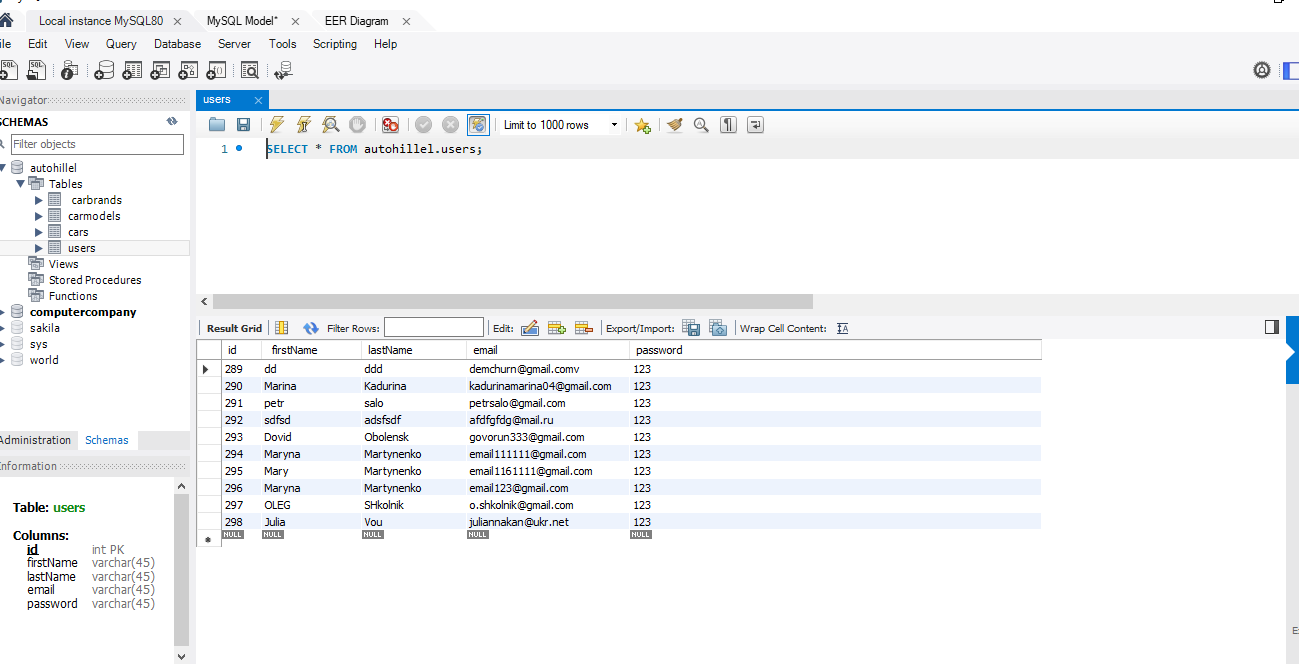 Local instance MySQL80 MySQL Model* EER Diagram
ile Edit View Query Database Server Tools Scripting Help
Navigator
SCHEMAS
Filter objects
autohillel
Tables
carbrands
carmodels
cars
users
Views
Stored Procedures
Functions
computercompany
sakila
sys
world
Administration Schemas
Information
Table: users
Columns:
id int PK
firstName varchar(45)
lastName varchar(45)
email varchar(45)
password varchar(45)
users
Limit to 1000 rows
1 SELECT * FROM autohillel.users;
Result Grid Filter Rows: Edit: Export/Import: Wrap Cell Content: IA
id firstName lastName email password
289 dd ddd demchurn@gmail.comv 123
290 Marina Kadurina kadurinamarina04@gmail.com 123
291 petr salo petrsalo@gmail.com 123
292 sdfsd adsfsdf afdfgfdg@mail.ru 123
293 Dovid Obolensk govorun333@gmail.com 123
294 Maryna Martynenko email111111@gmail.com 123
295 Mary Martynenko email1161111@gmail.com 123
296 Maryna Martynenko email123@gmail.com 123
297 OLEG SHkolnik o.shkolnik@gmail.com 123
298 Julia Vou juliannakan@ukr.net 123
NULL NULL NULL NULL NULL